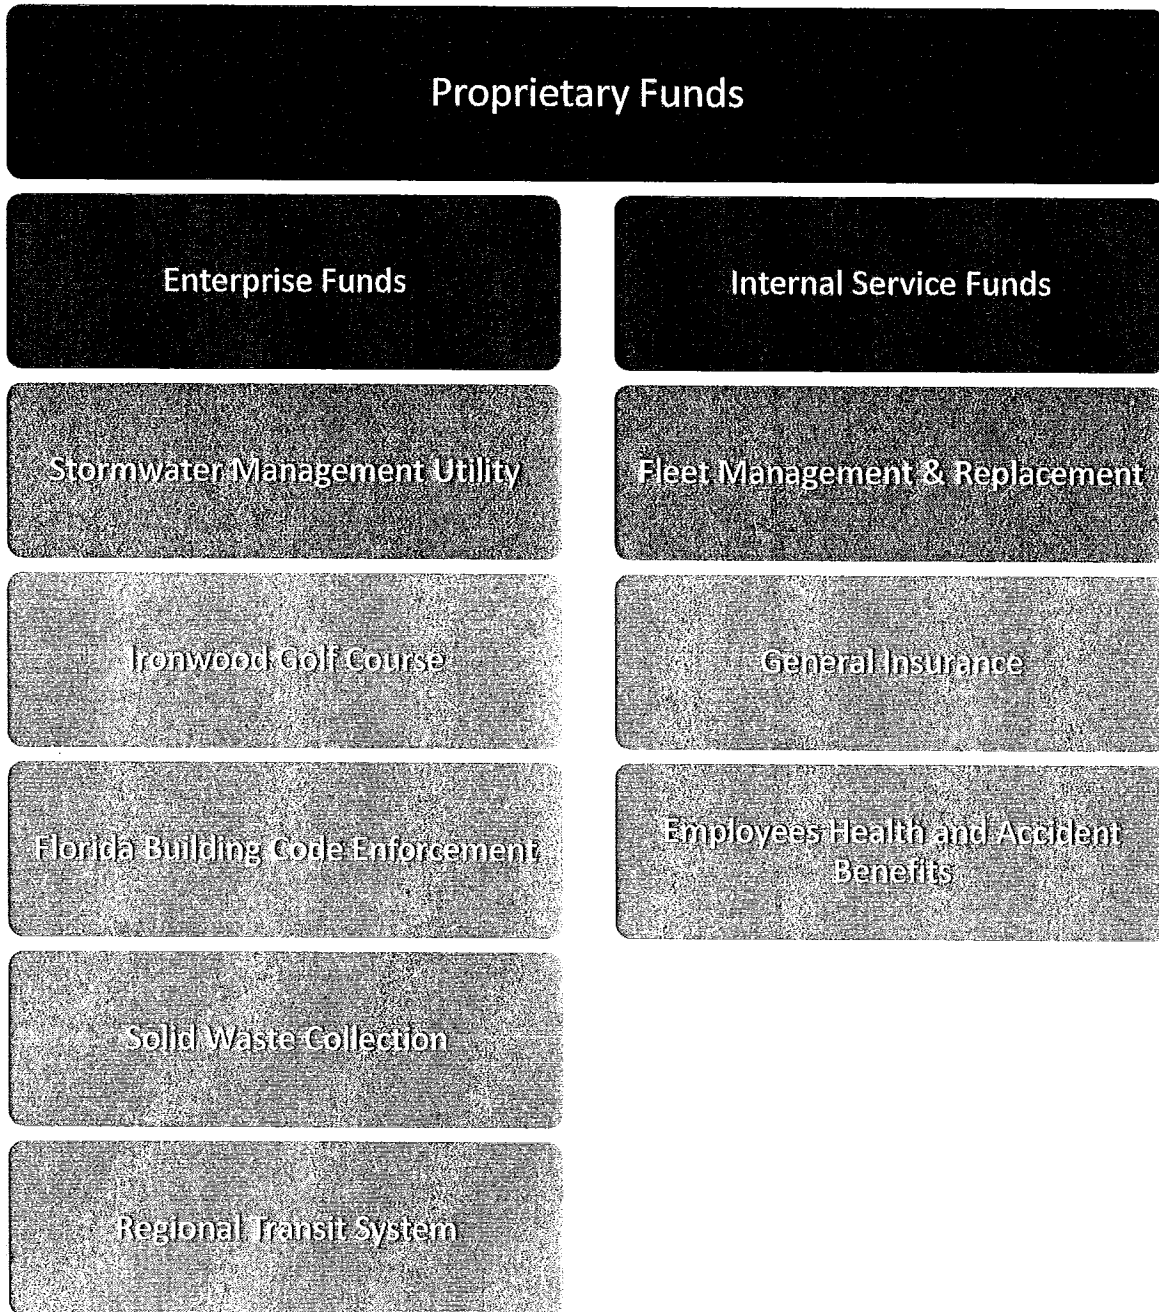 Proprietary Funds
Enterprise Funds
Internal Service Funds
Stormwater Management Utility
Fleet Management & Replacement
Ironwood Golf Course
General Insurance
Florida Building Code Enforcement
Employees Health and Accident
Benefits
Solid Waste Collection
Regional Transit System